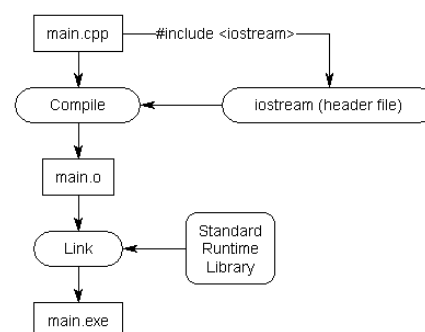 main.cpp
#include <iostream>
Compile
iostream (header file)
main.o
Link
Standard
Runtime
Library
main.exe